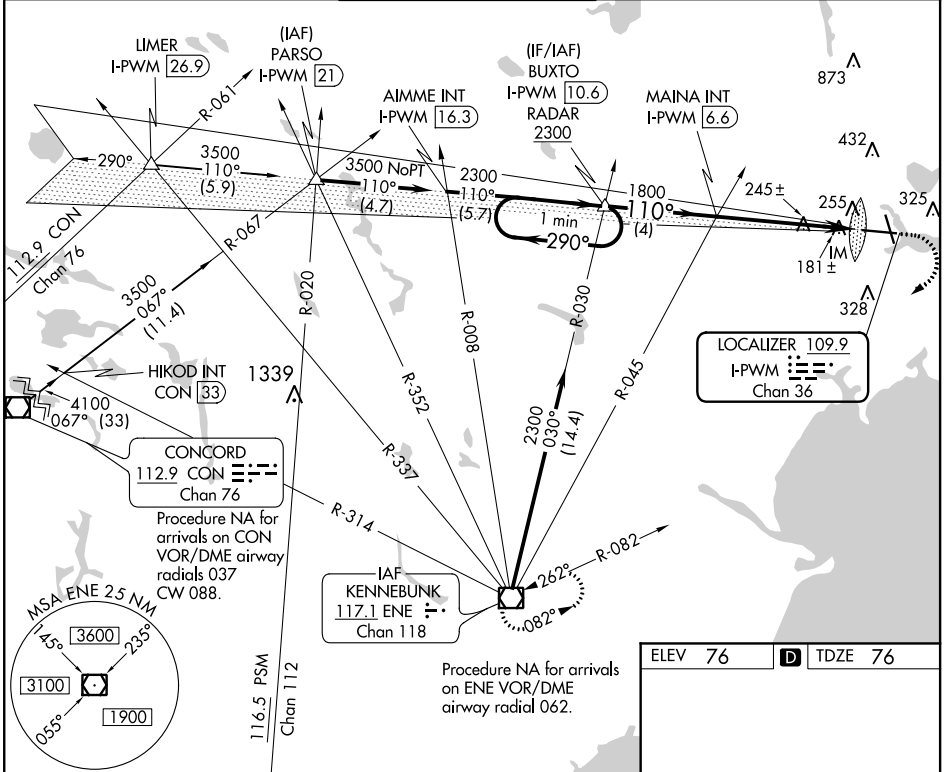 LIMER
I-PWM 26.9
(IAF)
PARSO
I-PWM 21
AIMME INT
I-PWM 16.3
(IF/IAF)
BUXTO
I-PWM 10.6
RADAR
2300
MAINA INT
I-PWM 6.6
873
432
325
245±
255
181±
IM
328
R-061
290°
3500
110°
(5.9)
3500 NoPT
110°
(4.7)
2300
110°
(5.7)
1 min
290°
1800
110°
(4)
112.9 CON
Chan 76
R-067
3500
067°
(11.4)
HIKOD INT
CON 33
4100
067° (33)
1339
R-020
R-337
R-352
R-008
R-030
R-045
2300
030°
(14.4)
LOCALIZER 109.9
I-PWM
Chan 36
CONCORD
112.9 CON
Chan 76
Procedure NA for
arrivals on CON
VOR/DME airway
radials 037
CW 088.
R-314
IAF
KENNEBUNK
117.1 ENE
Chan 118
262°
R-082
082°
Procedure NA for arrivals
on ENE VOR/DME
airway radial 062.
116.5 PSM
Chan 112
MSA ENE 25 NM
145°
3600
235°
3100
1900
055°
ELEV 76 D TDZE 76